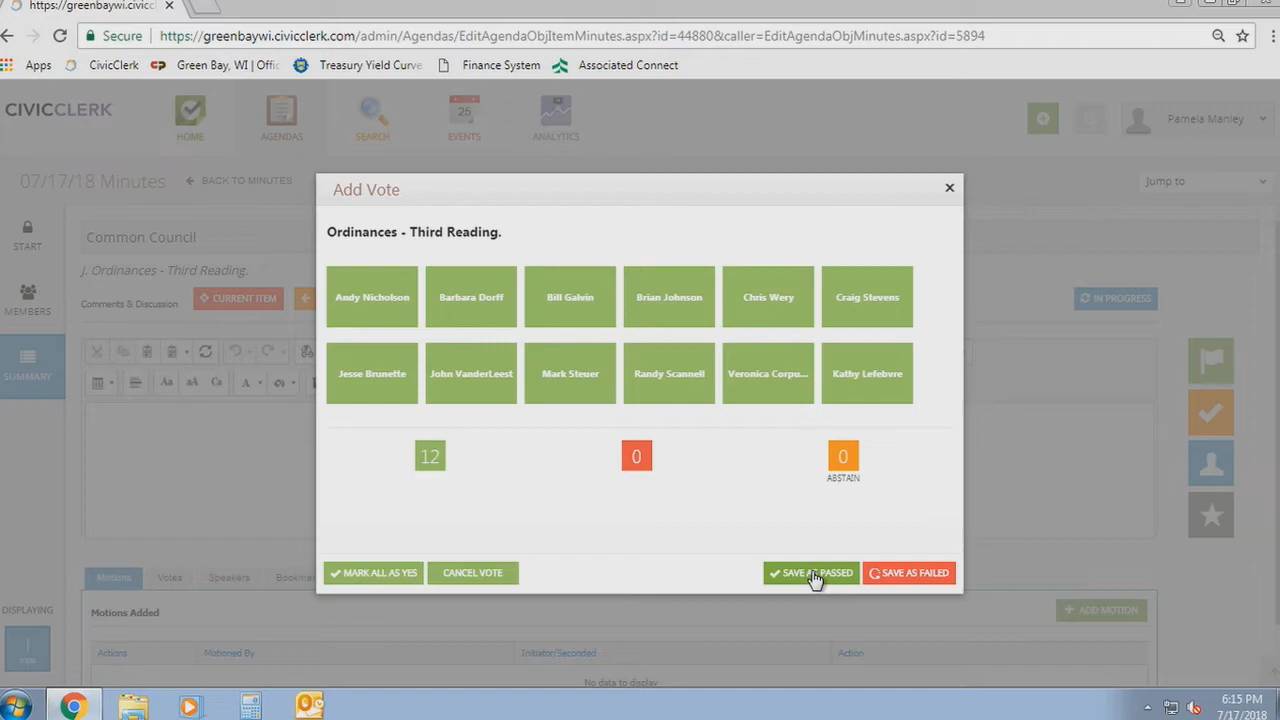 https://greenbaywi.civiccl
Secure https://greenbaywi.civicclerk.com/admin/Agendas/EditAgendaObjItemMinutes.aspx?id=44880&caller=EditAgendaObjMinutes.aspx?id=5894
Apps CivicClerk Green Bay, WI | Offic Treasury Yield Curve Finance System Associated Connect
CIVICCLERK
HOME AGENDAS SEARCH 25 EVENTS ANALYTICS
Pamela Manley
07/17/18 Minutes BACK TO MINUTES
Jump to
START
MEMBERS
SUMMARY
Common Council
J. Ordinances - Third Reading.
Comments & Discussion CURRENT ITEM
IN PROGRESS
Add Vote
Ordinances - Third Reading.
Andy Nicholson Barbara Dorff Bill Galvin Brian Johnson Chris Wery Craig Stevens
Jesse Brunette John VanderLeest Mark Steuer Randy Scannell Veronica Corpu... Kathy Lefebvre
12 0 0
ABSTAIN
MARK ALL AS YES CANCEL VOTE SAVE AS PASSED SAVE AS FAILED
Motions Votes Speakers Bookmar
DISPLAYING
Motions Added
ADD MOTION
Actions Motioned By Initiator/Seconded Action
No data to display
6:15 PM
7/17/2018